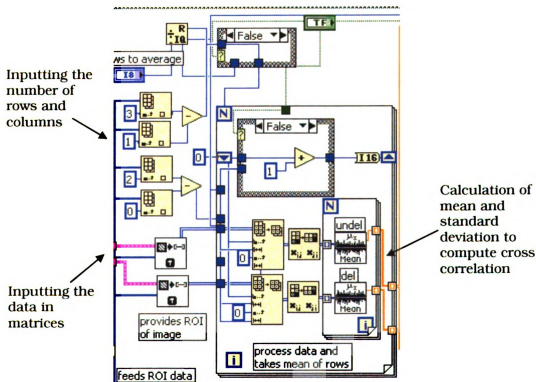 R
÷IQ
TF
False
ws to average
I8
Inputting the
number of
rows and
columns
3
1
2
0
N
False
?
0
1
+
I16
Calculation of
mean and
standard
deviation to
compute cross
correlation
N
undel
Mean
del
Mean
0
0
i
Inputting the
data in
matrices
provides ROI
of image
i
process data and
takes mean of rows
feeds ROI data